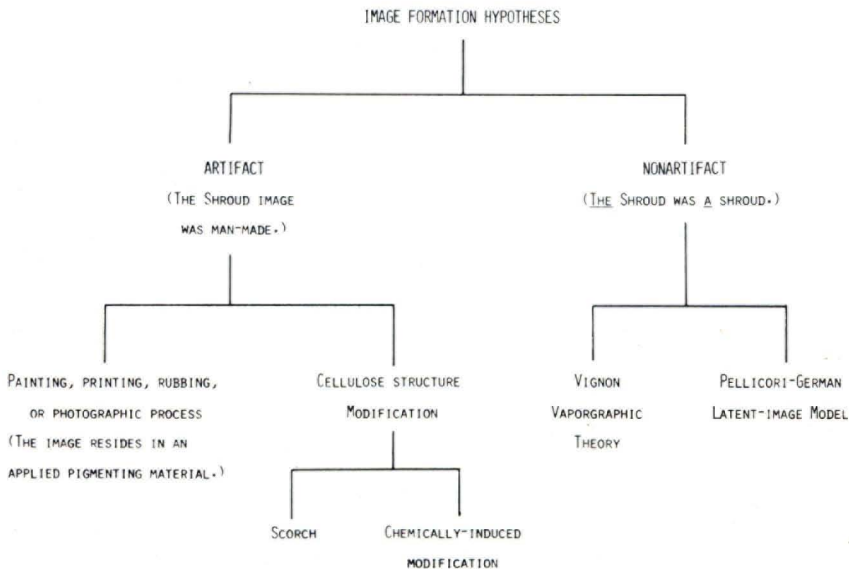 IMAGE FORMATION HYPOTHESES
ARTIFACT
(THE SHROUD IMAGE
WAS MAN-MADE.)
NONARTIFACT
(THE SHROUD WAS A SHROUD.)
PAINTING, PRINTING, RUBBING,
OR PHOTOGRAPHIC PROCESS
(THE IMAGE RESIDES IN AN
APPLIED PIGMENTING MATERIAL.)
CELLULOSE STRUCTURE
MODIFICATION
VIGNON
VAPORGRAPHIC
THEORY
PELLICORI-GERMAN
LATENT-IMAGE MODEL
SCORCH
CHEMICALLY-INDUCED
MODIFICATION